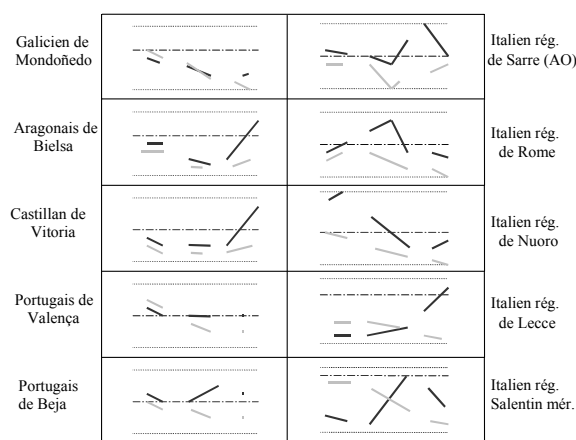 Galicien de
Mondoñedo
Italien rég.
de Sarre (AO)
Aragonais de
Bielsa
Italien rég.
de Rome
Castillan de
Vitoria
Italien rég.
de Nuoro
Portugais de
Valença
Italien rég.
de Lecce
Portugais
de Beja
Italien rég.
Salentin mér.